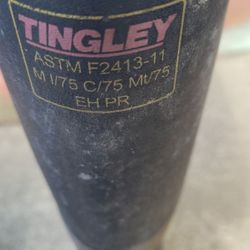 TINGLEY
ASTM F2413-11
M I/75 C/75 Mt/75
EH PR